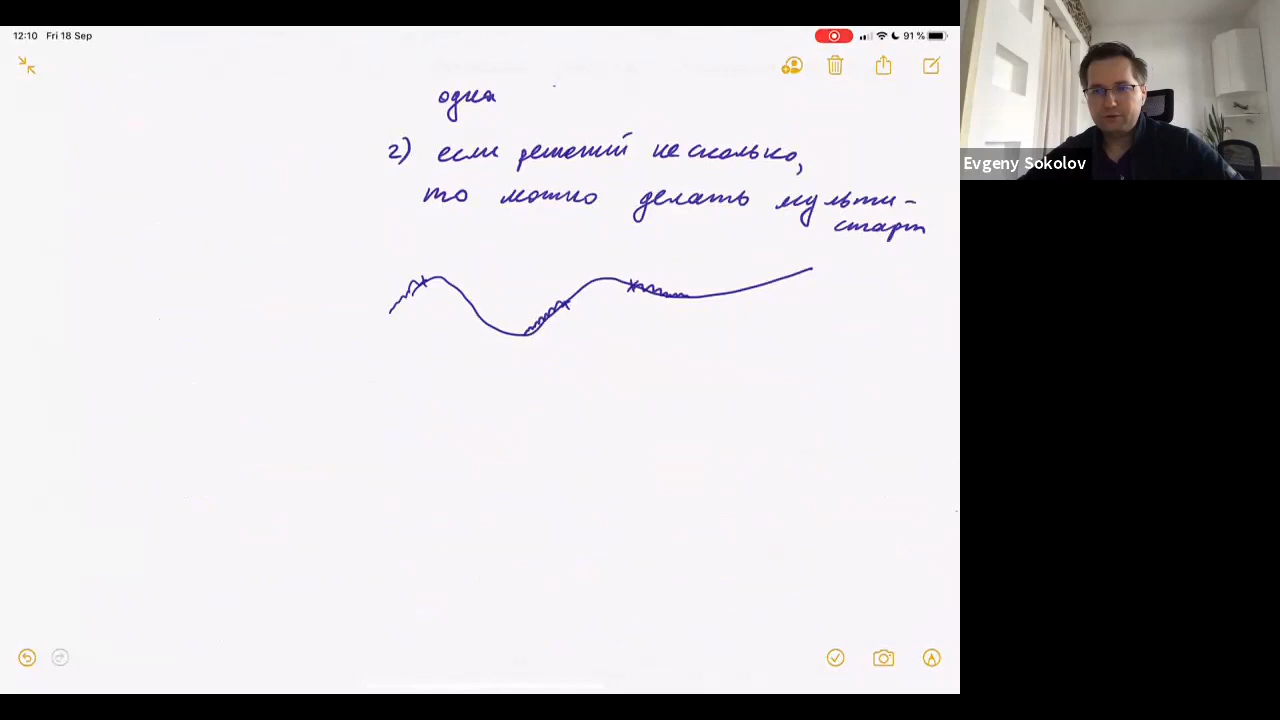 12:10 Fri 18 Sep
91 %
одна
2) если решений несколько,
то можно делать мульти-
старт
Evgeny Sokolov